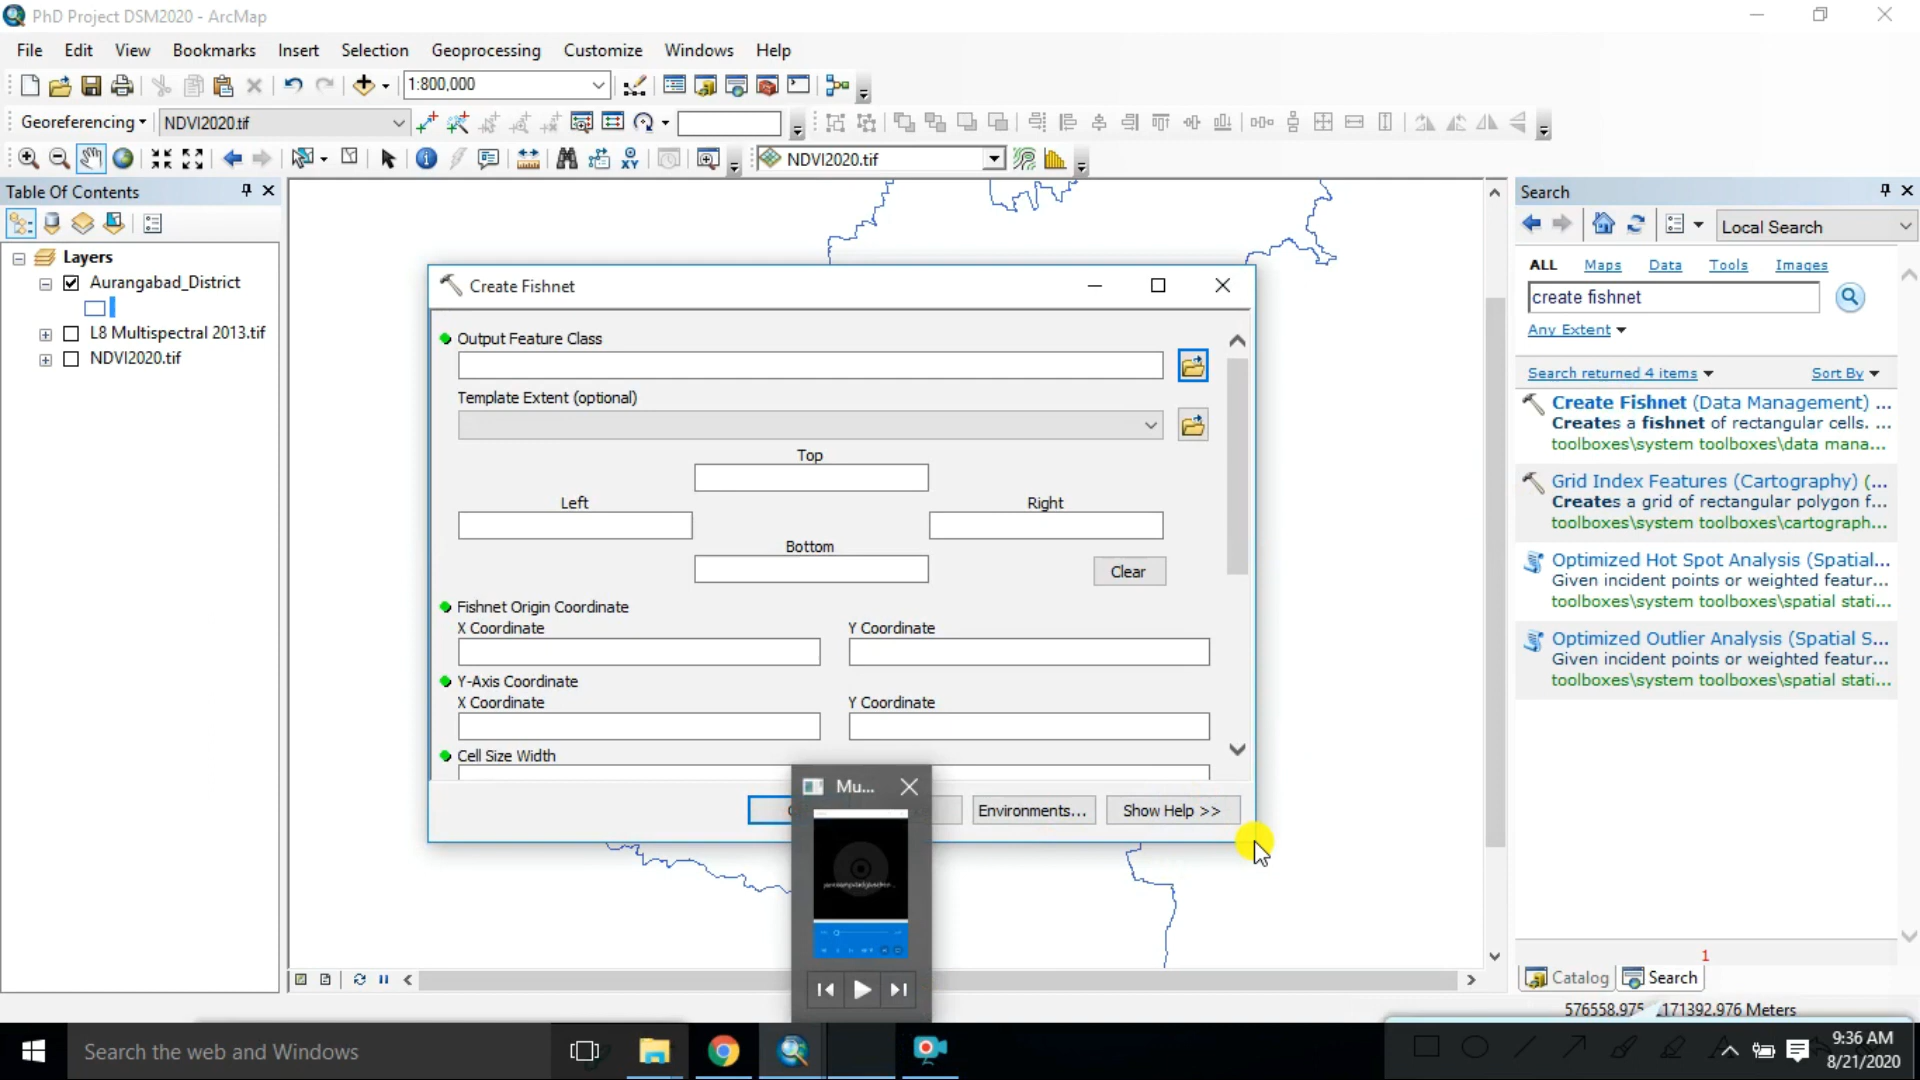 PhD Project DSM2020 - ArcMap
File Edit View Bookmarks Insert Selection Geoprocessing Customize Windows Help
1:800,000
Georeferencing NDVI2020.tif
NDVI2020.tif
Table Of Contents
Layers
Aurangabad_District
L8 Multispectral 2013.tif
NDVI2020.tif
Create Fishnet
Output Feature Class
Template Extent (optional)
Top
Left
Right
Bottom
Clear
Fishnet Origin Coordinate
X Coordinate
Y Coordinate
Y-Axis Coordinate
X Coordinate
Y Coordinate
Cell Size Width
Environments...
Show Help >>
Mu...
Search
Local Search
ALL Maps Data Tools Images
create fishnet
Any Extent
Search returned 4 items
Sort By
Create Fishnet (Data Management) ...
Creates a fishnet of rectangular cells. ...
toolboxes\system toolboxes\data mana...
Grid Index Features (Cartography) (...
Creates a grid of rectangular polygon f...
toolboxes\system toolboxes\cartograph...
Optimized Hot Spot Analysis (Spatial...
Given incident points or weighted featur...
toolboxes\system toolboxes\spatial stati...
Optimized Outlier Analysis (Spatial S...
Given incident points or weighted featur...
toolboxes\system toolboxes\spatial stati...
1
Catalog Search
576558.975 171392.976 Meters
Search the web and Windows
9:36 AM
8/21/2020